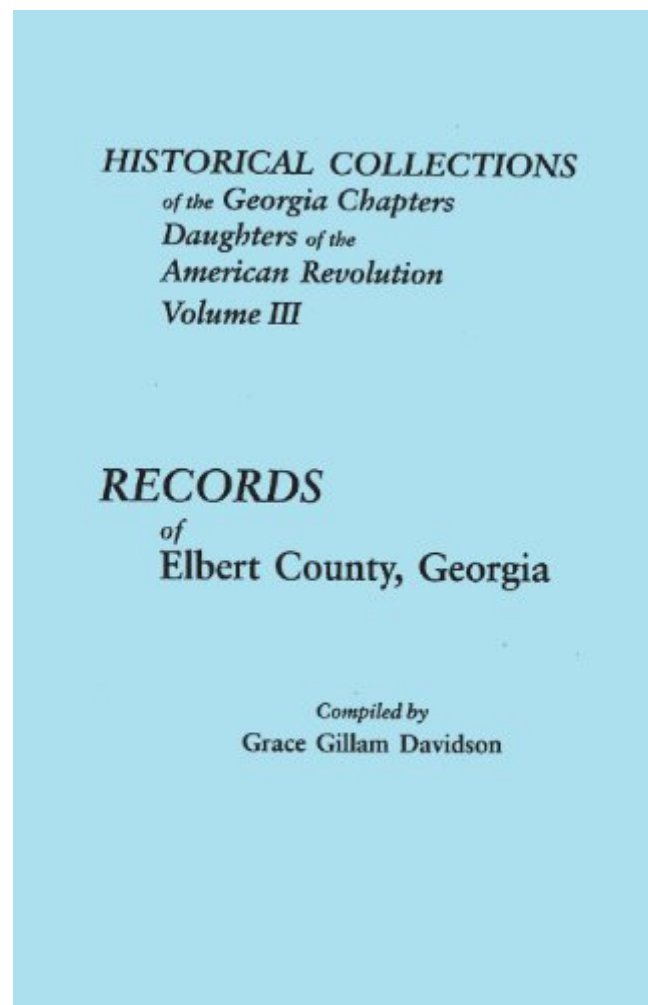 HISTORICAL COLLECTIONS
of the Georgia Chapters
Daughters of the
American Revolution
Volume III
RECORDS
of
Elbert County, Georgia
Compiled by
Grace Gillam Davidson